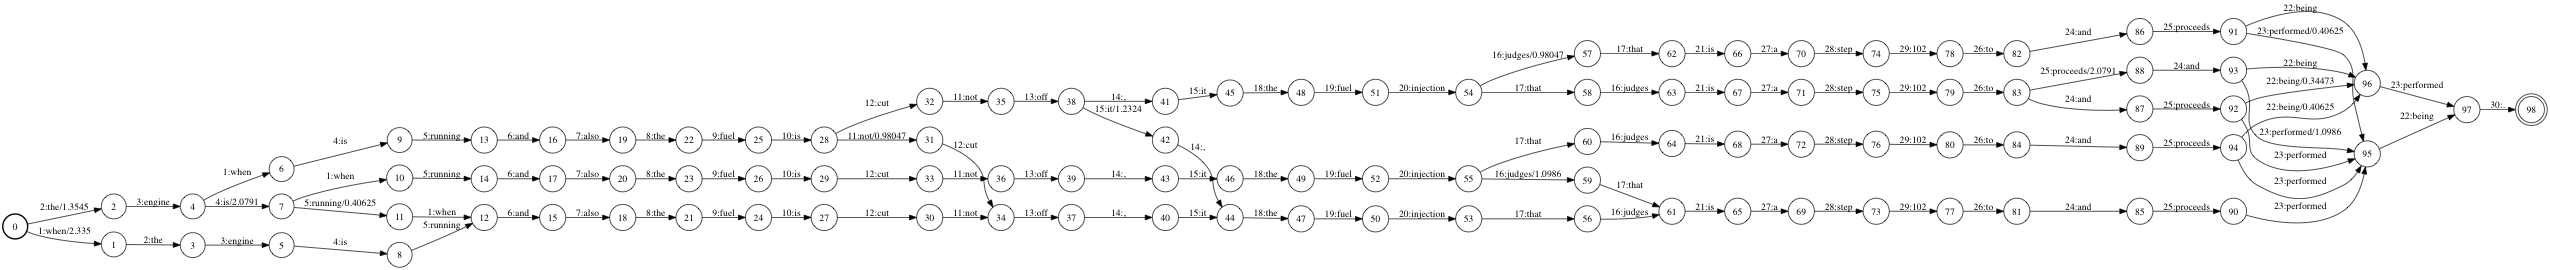 22:being
23:performed/0.40625
24:and 86 25:proceeds 91
16:judges/0.98047 57 17:that 62 21:is 66 27:a 70 28:step 74 29:102 78 26:to 82
25:proceeds/2.0791 88 24:and 93 22:being
22:being/0.34473 96 23:performed
12:cut 32 11:not 35 13:off 38 14:, 41 15:it 45 18:the 48 19:fuel 51 20:injection 54 17:that 58 16:judges 63 21:is 67 27:a 71 28:step 75 29:102 79 26:to 83
15:it/1.2324
24:and 87 25:proceeds 92 22:being/0.40625 97 30:. 98
22:being
4:is 9 5:running 13 6:and 16 7:also 19 8:the 22 9:fuel 25 10:is 28 11:not/0.98047 31 42
23:performed/1.0986
12:cut 14:, 17:that 60 16:judges 64 21:is 68 27:a 72 28:step 76 29:102 80 26:to 84 24:and 89 25:proceeds 94 23:performed 95
1:when 6 1:when 10 5:running 14 6:and 17 7:also 20 8:the 23 9:fuel 26 10:is 29 12:cut 33 11:not 36 13:off 39 14:, 43 15:it 46 18:the 49 19:fuel 52 20:injection 55 16:judges/1.0986 59
23:performed
2:the/1.3545 2 3:engine 4 4:is/2.0791 7 5:running/0.40625 11 1:when 12 6:and 15 7:also 18 8:the 21 9:fuel 24 10:is 27 12:cut 30 11:not 34 13:off 37 14:, 40 15:it 44 18:the 47 19:fuel 50 20:injection 53 17:that 56 16:judges 61 21:is 65 27:a 69 28:step 73 29:102 77 26:to 81 24:and 85 25:proceeds 90 23:performed
17:that
0 1:when/2.335 1 2:the 3 3:engine 5 4:is 8 5:running